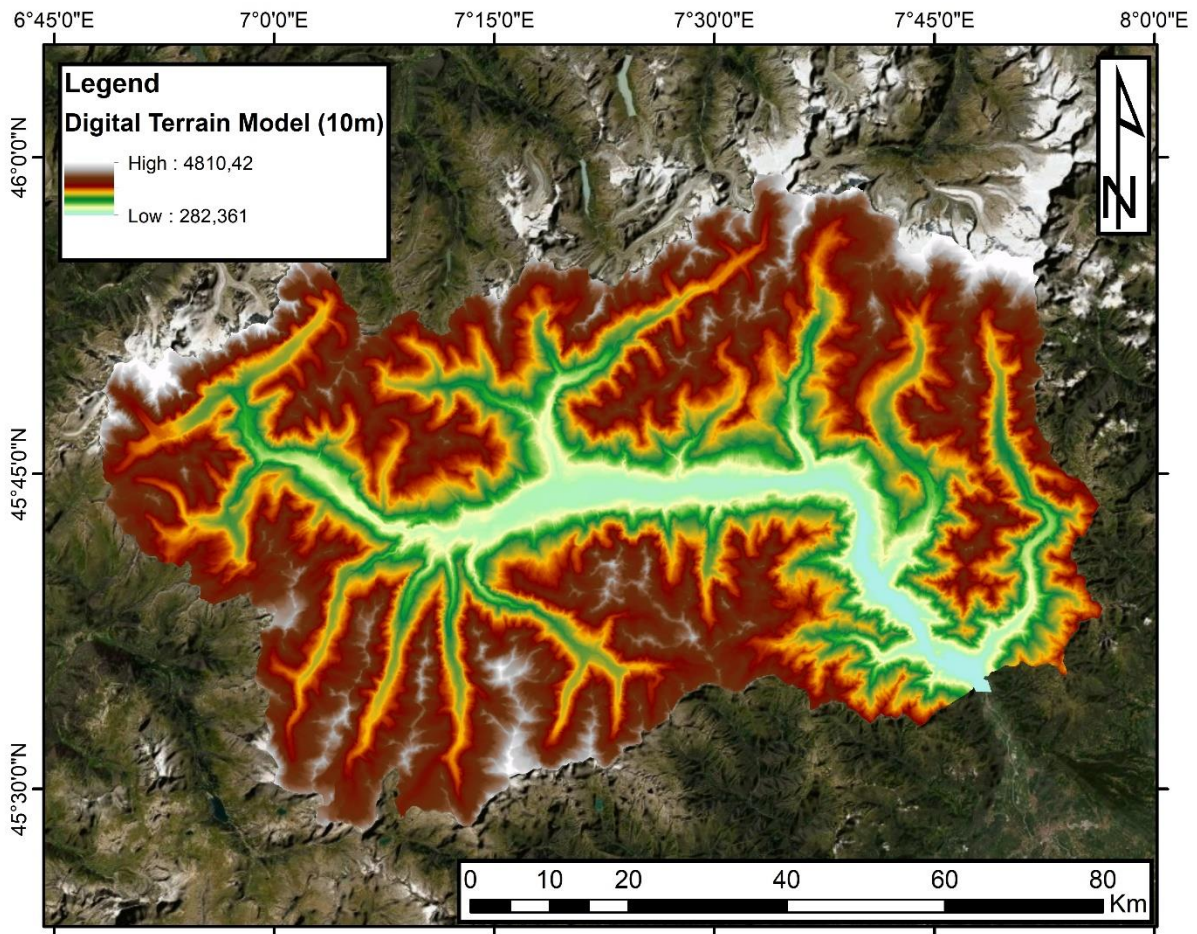 6°45'0"E 7°0'0"E 7°15'0"E 7°30'0"E 7°45'0"E 8°0'0"E
Legend
Digital Terrain Model (10m)
High : 4810,42
Low : 282,361
N
46°0'0"N
45°45'0"N
45°30'0"N
0 10 20 40 60 80
Km